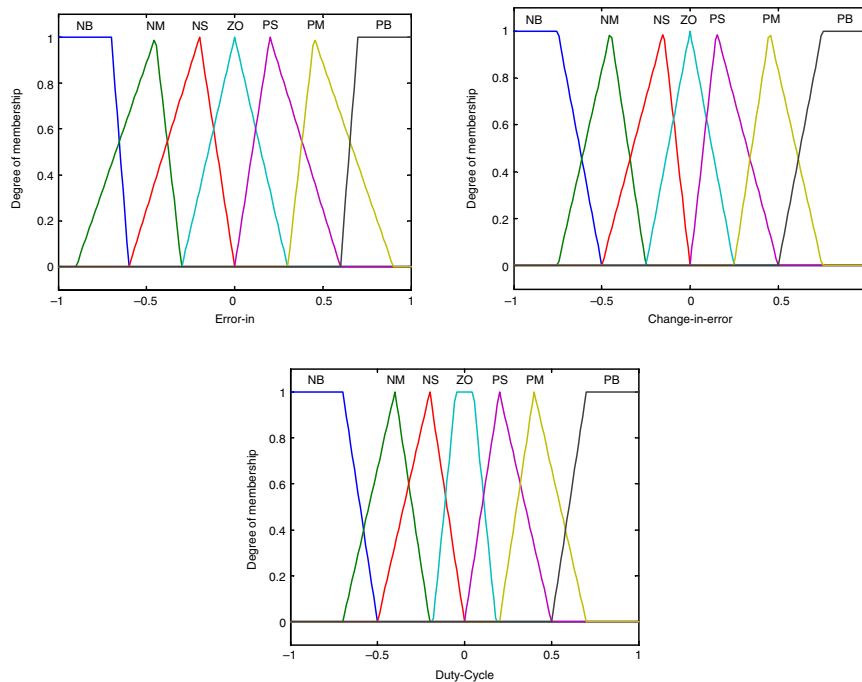 NB NM NS ZO PS PM PB
1
0.8
0.6
0.4
0.2
0
Degree of membership
−1 −0.5 0 0.5 1
Error-in
NB NM NS ZO PS PM PB
1
0.8
0.6
0.4
0.2
0
Degree of membership
−1 −0.5 0 0.5
Change-in-error
NB NM NS ZO PS PM PB
1
0.8
0.6
0.4
0.2
0
Degree of membership
−1 −0.5 0 0.5 1
Duty-Cycle